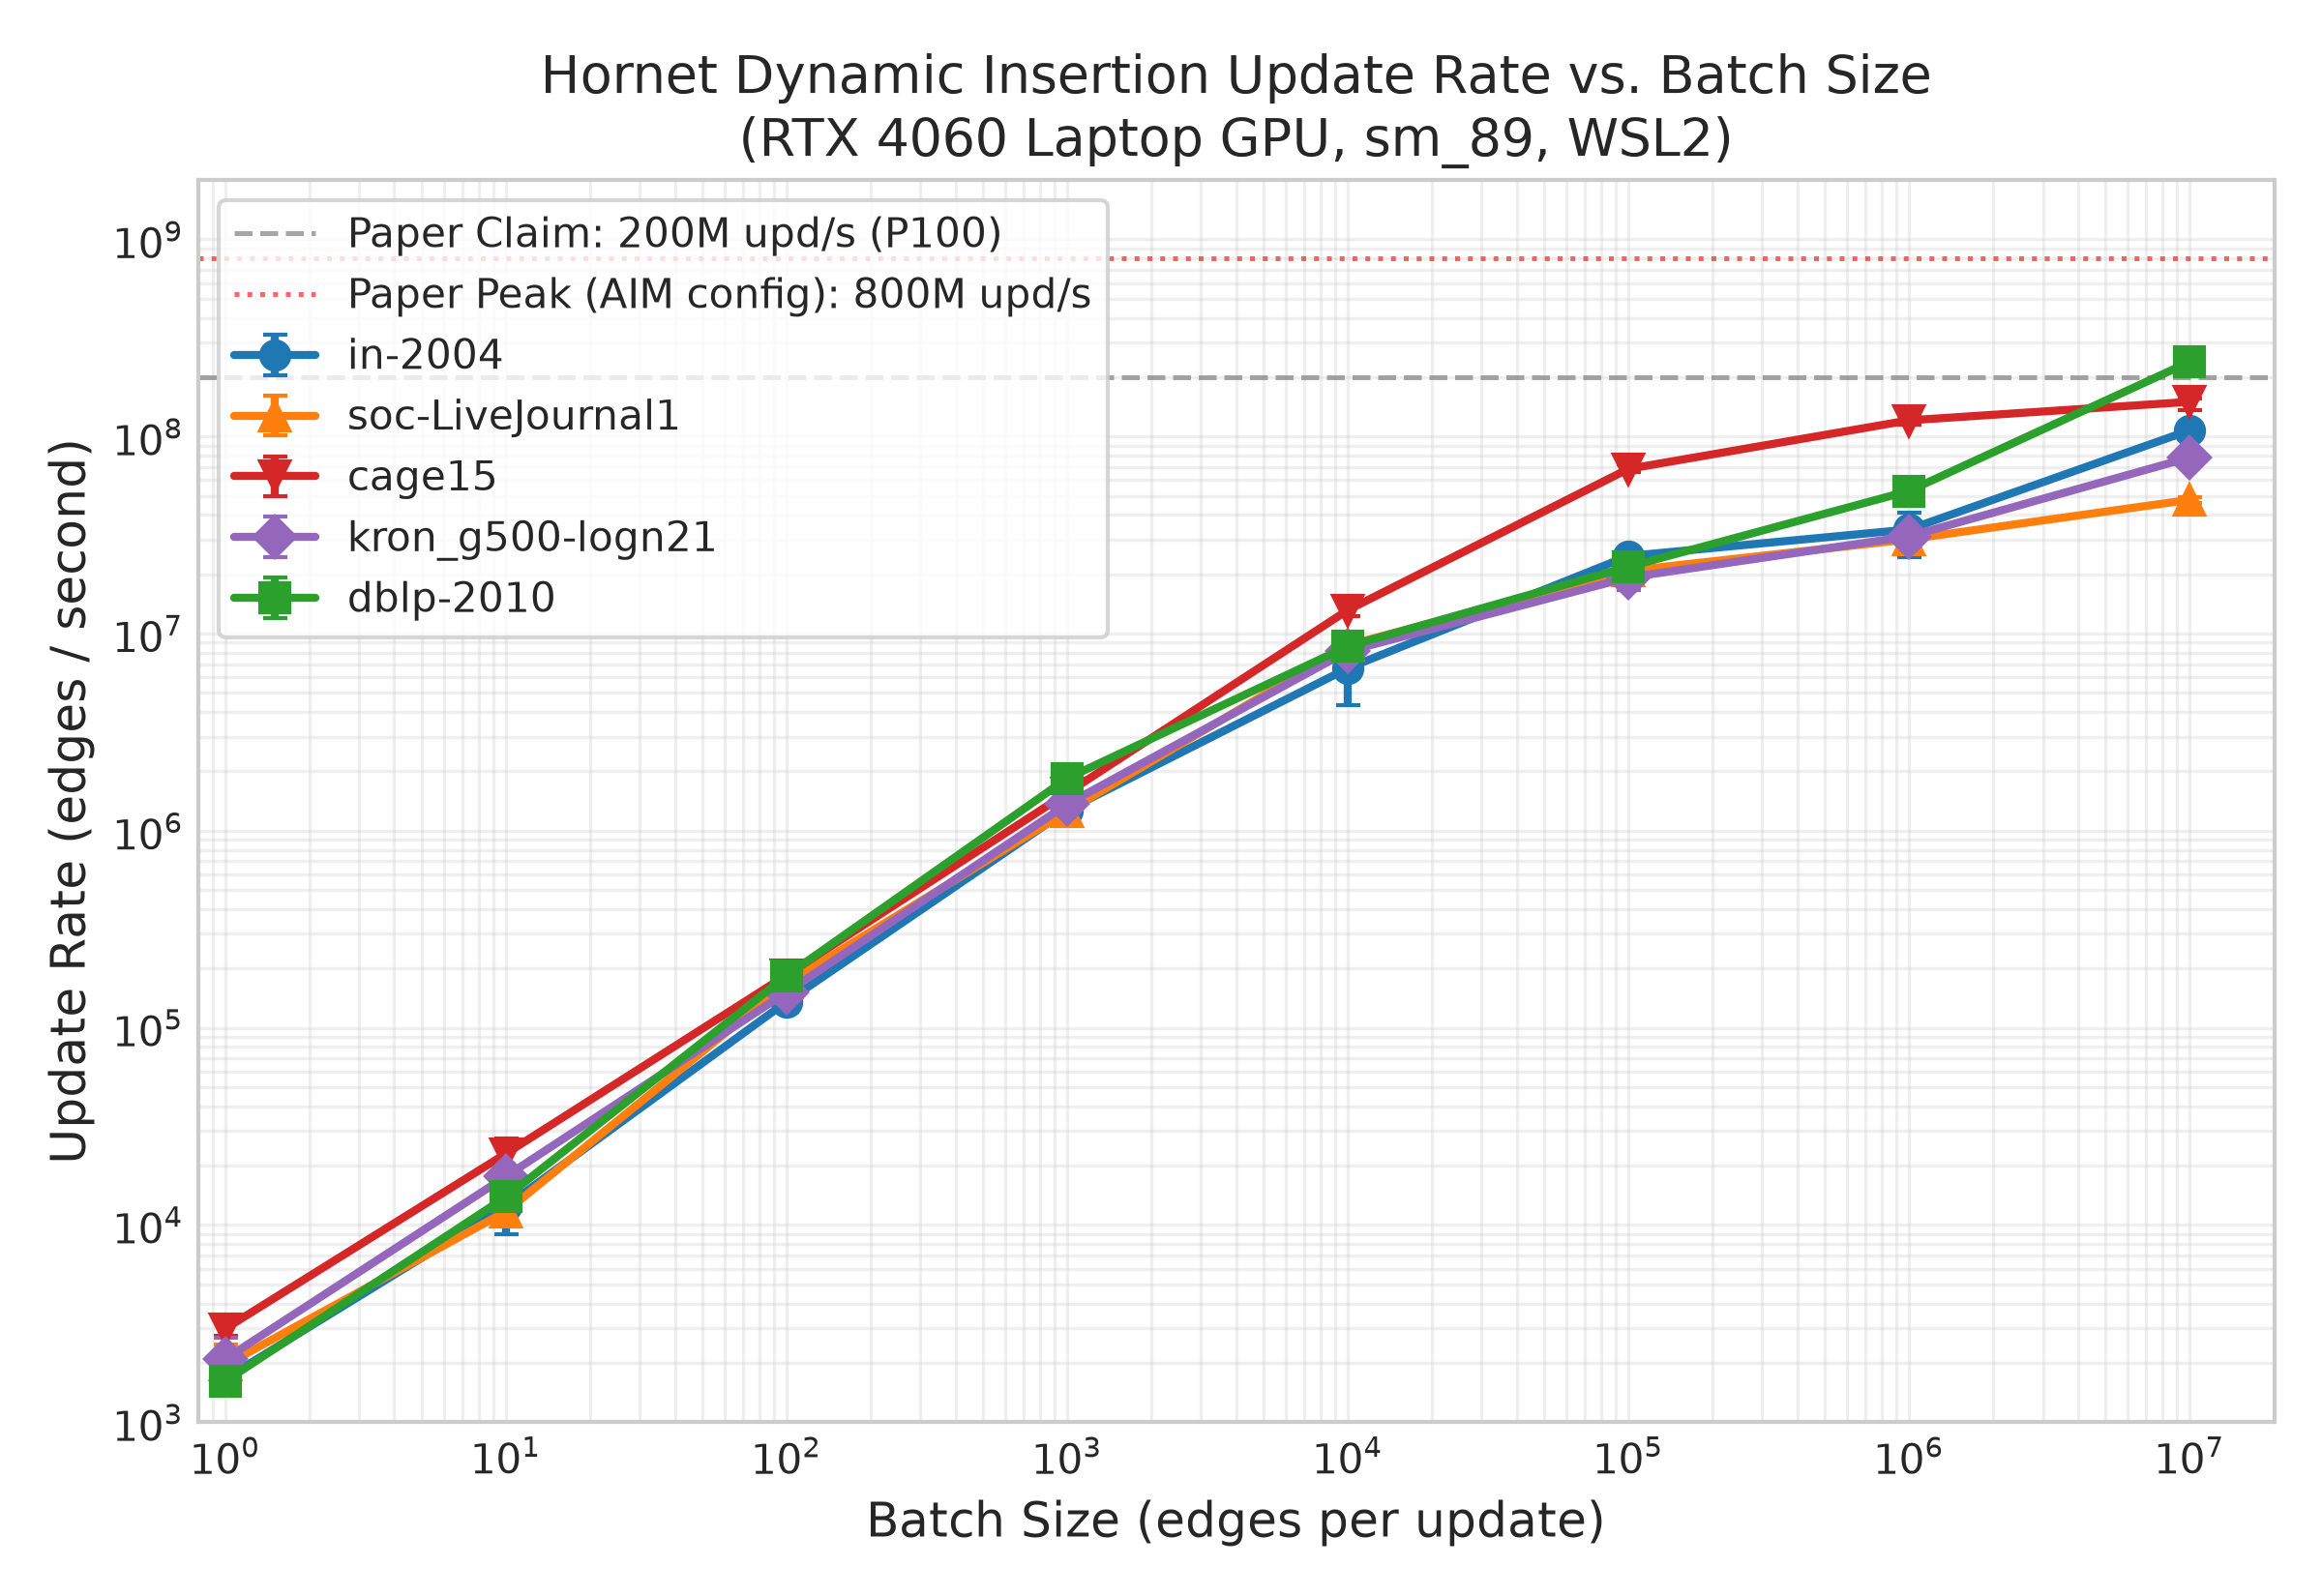 Hornet Dynamic Insertion Update Rate vs. Batch Size
(RTX 4060 Laptop GPU, sm_89, WSL2)
Paper Claim: 200M upd/s (P100)
Paper Peak (AIM config): 800M upd/s
in-2004
soc-LiveJournal1
cage15
kron_g500-logn21
dblp-2010
Update Rate (edges / second)
10⁹
10⁸
10⁷
10⁶
10⁵
10⁴
10³
10⁰ 10¹ 10² 10³ 10⁴ 10⁵ 10⁶ 10⁷
Batch Size (edges per update)